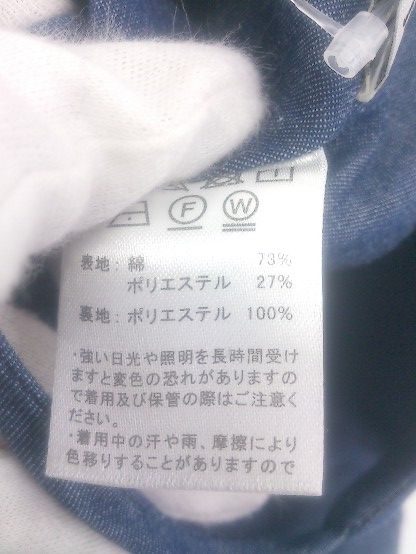 F W
表地：綿 73%
ポリエステル 27%
裏地：ポリエステル 100%
・強い日光や照明を長時間受け
ますと変色の恐れがありますの
で着用及び保管の際はご注意く
ださい。
・着用中の汗や雨、摩擦により
色移りすることがありますので